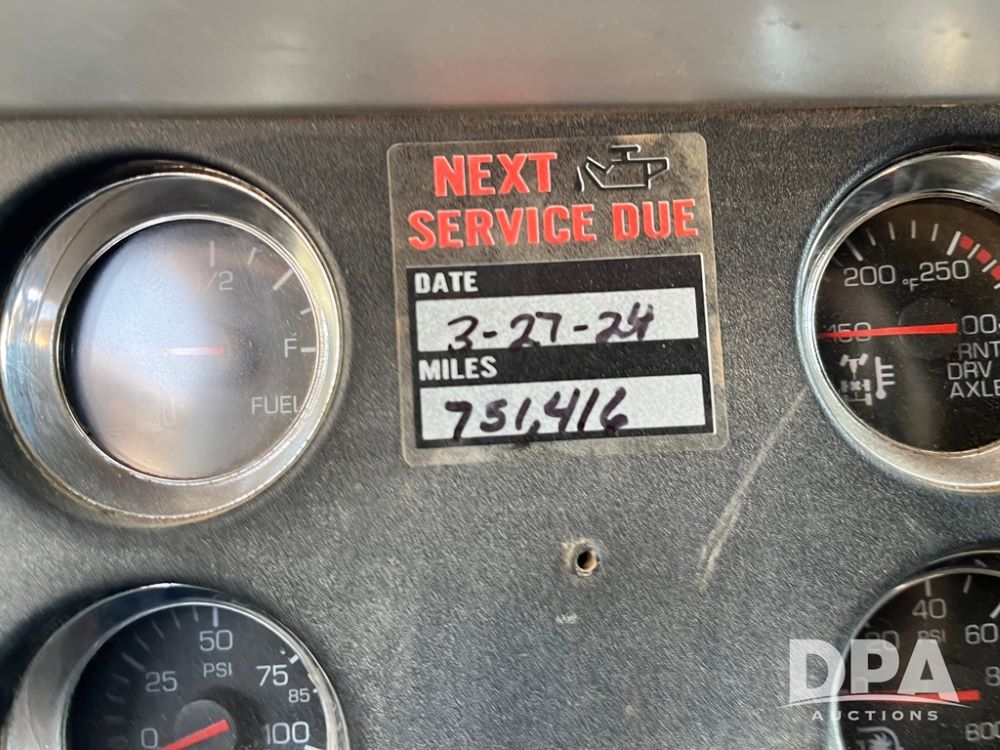 NEXT
SERVICE DUE
DATE
3-27-24
MILES
751,416
1/2
F
FUEL
200 °F 250
150
RNT
DRV
AXLE
50
PSI
25
75
85
0
100
40
PSI
60
DPA
AUCTIONS